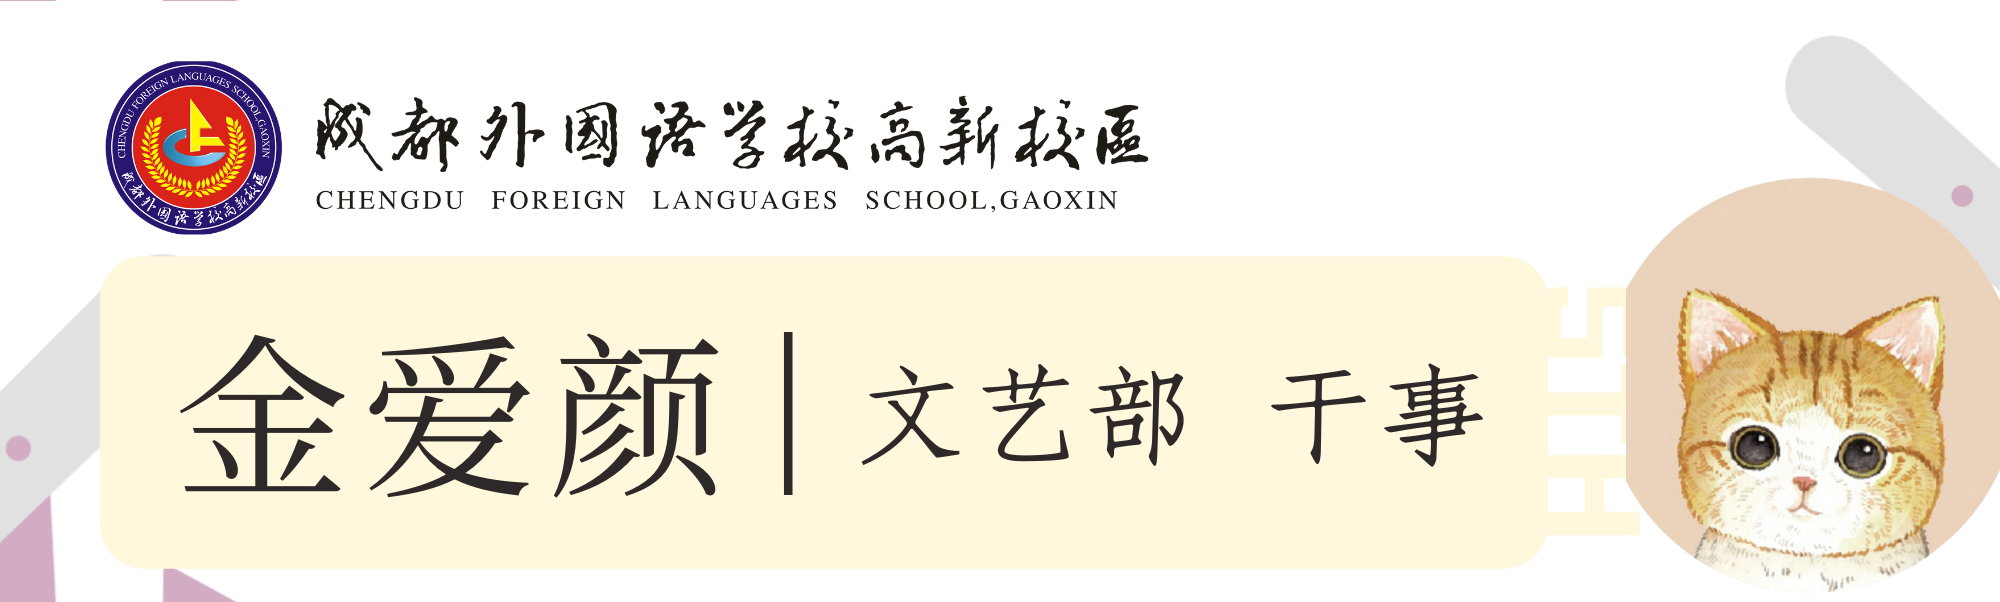 CHENGDU FOREIGN LANGUAGES SCHOOL,GAOXIN
成都外国语学校高新校区
成都外國语学校高新校區
CHENGDU FOREIGN LANGUAGES SCHOOL,GAOXIN
金爱颜 | 文艺部 干事